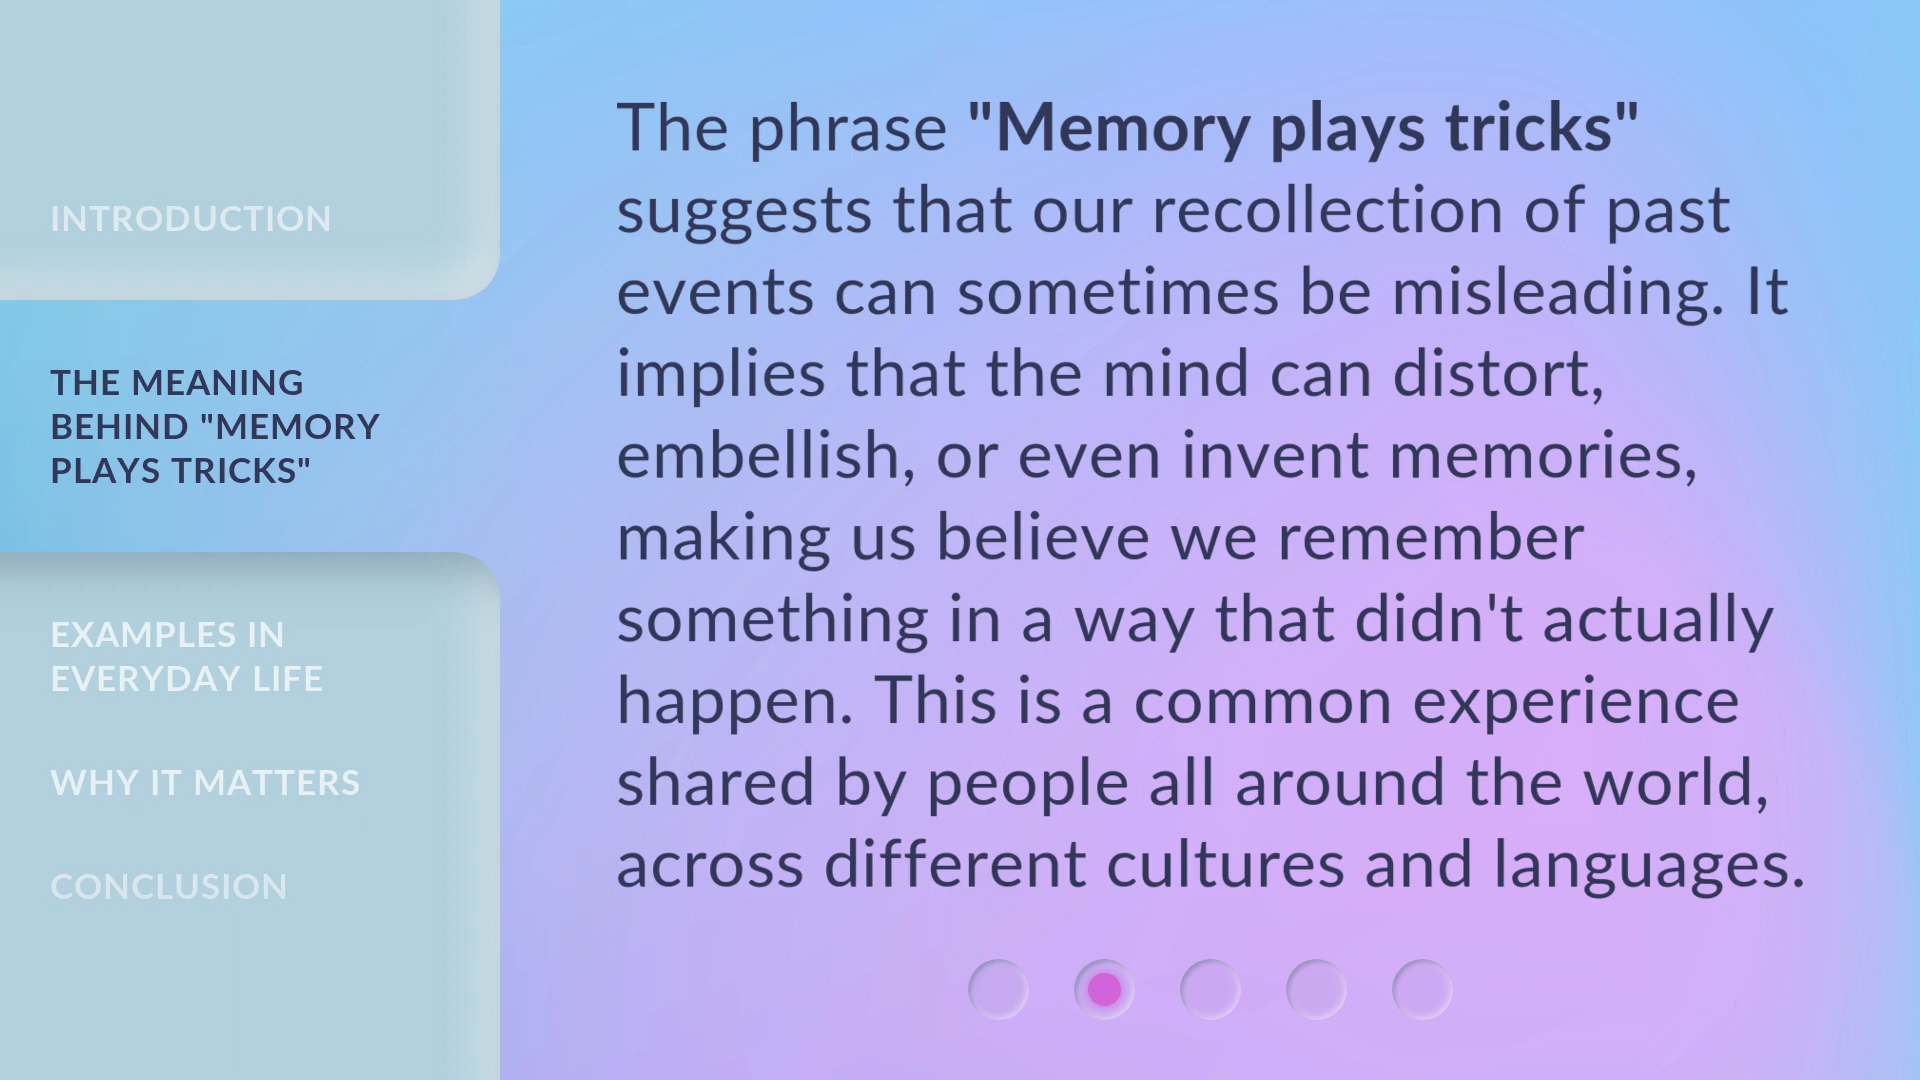 INTRODUCTION
THE MEANING
BEHIND "MEMORY
PLAYS TRICKS"
EXAMPLES IN
EVERYDAY LIFE
WHY IT MATTERS
CONCLUSION
The phrase "Memory plays tricks"
suggests that our recollection of past
events can sometimes be misleading. It
implies that the mind can distort,
embellish, or even invent memories,
making us believe we remember
something in a way that didn't actually
happen. This is a common experience
shared by people all around the world,
across different cultures and languages.